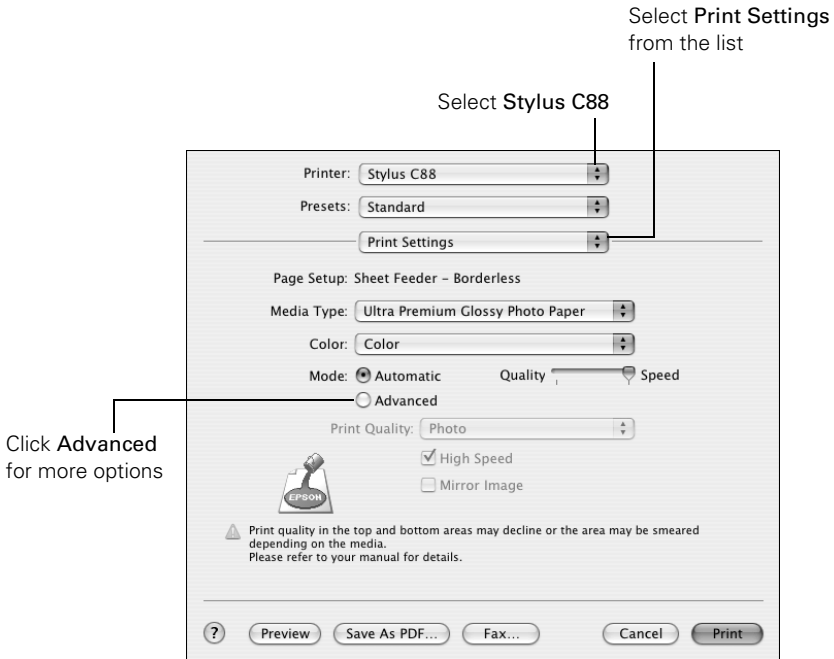 Select Print Settings
from the list
Select Stylus C88
Printer: Stylus C88
Presets: Standard
Print Settings
Page Setup: Sheet Feeder – Borderless
Media Type: Ultra Premium Glossy Photo Paper
Color: Color
Mode: Automatic Quality Speed
Advanced
Click Advanced
for more options
Print Quality: Photo
High Speed
Mirror Image
EPSON
Print quality in the top and bottom areas may decline or the area may be smeared
depending on the media.
Please refer to your manual for details.
? Preview Save As PDF... Fax... Cancel Print